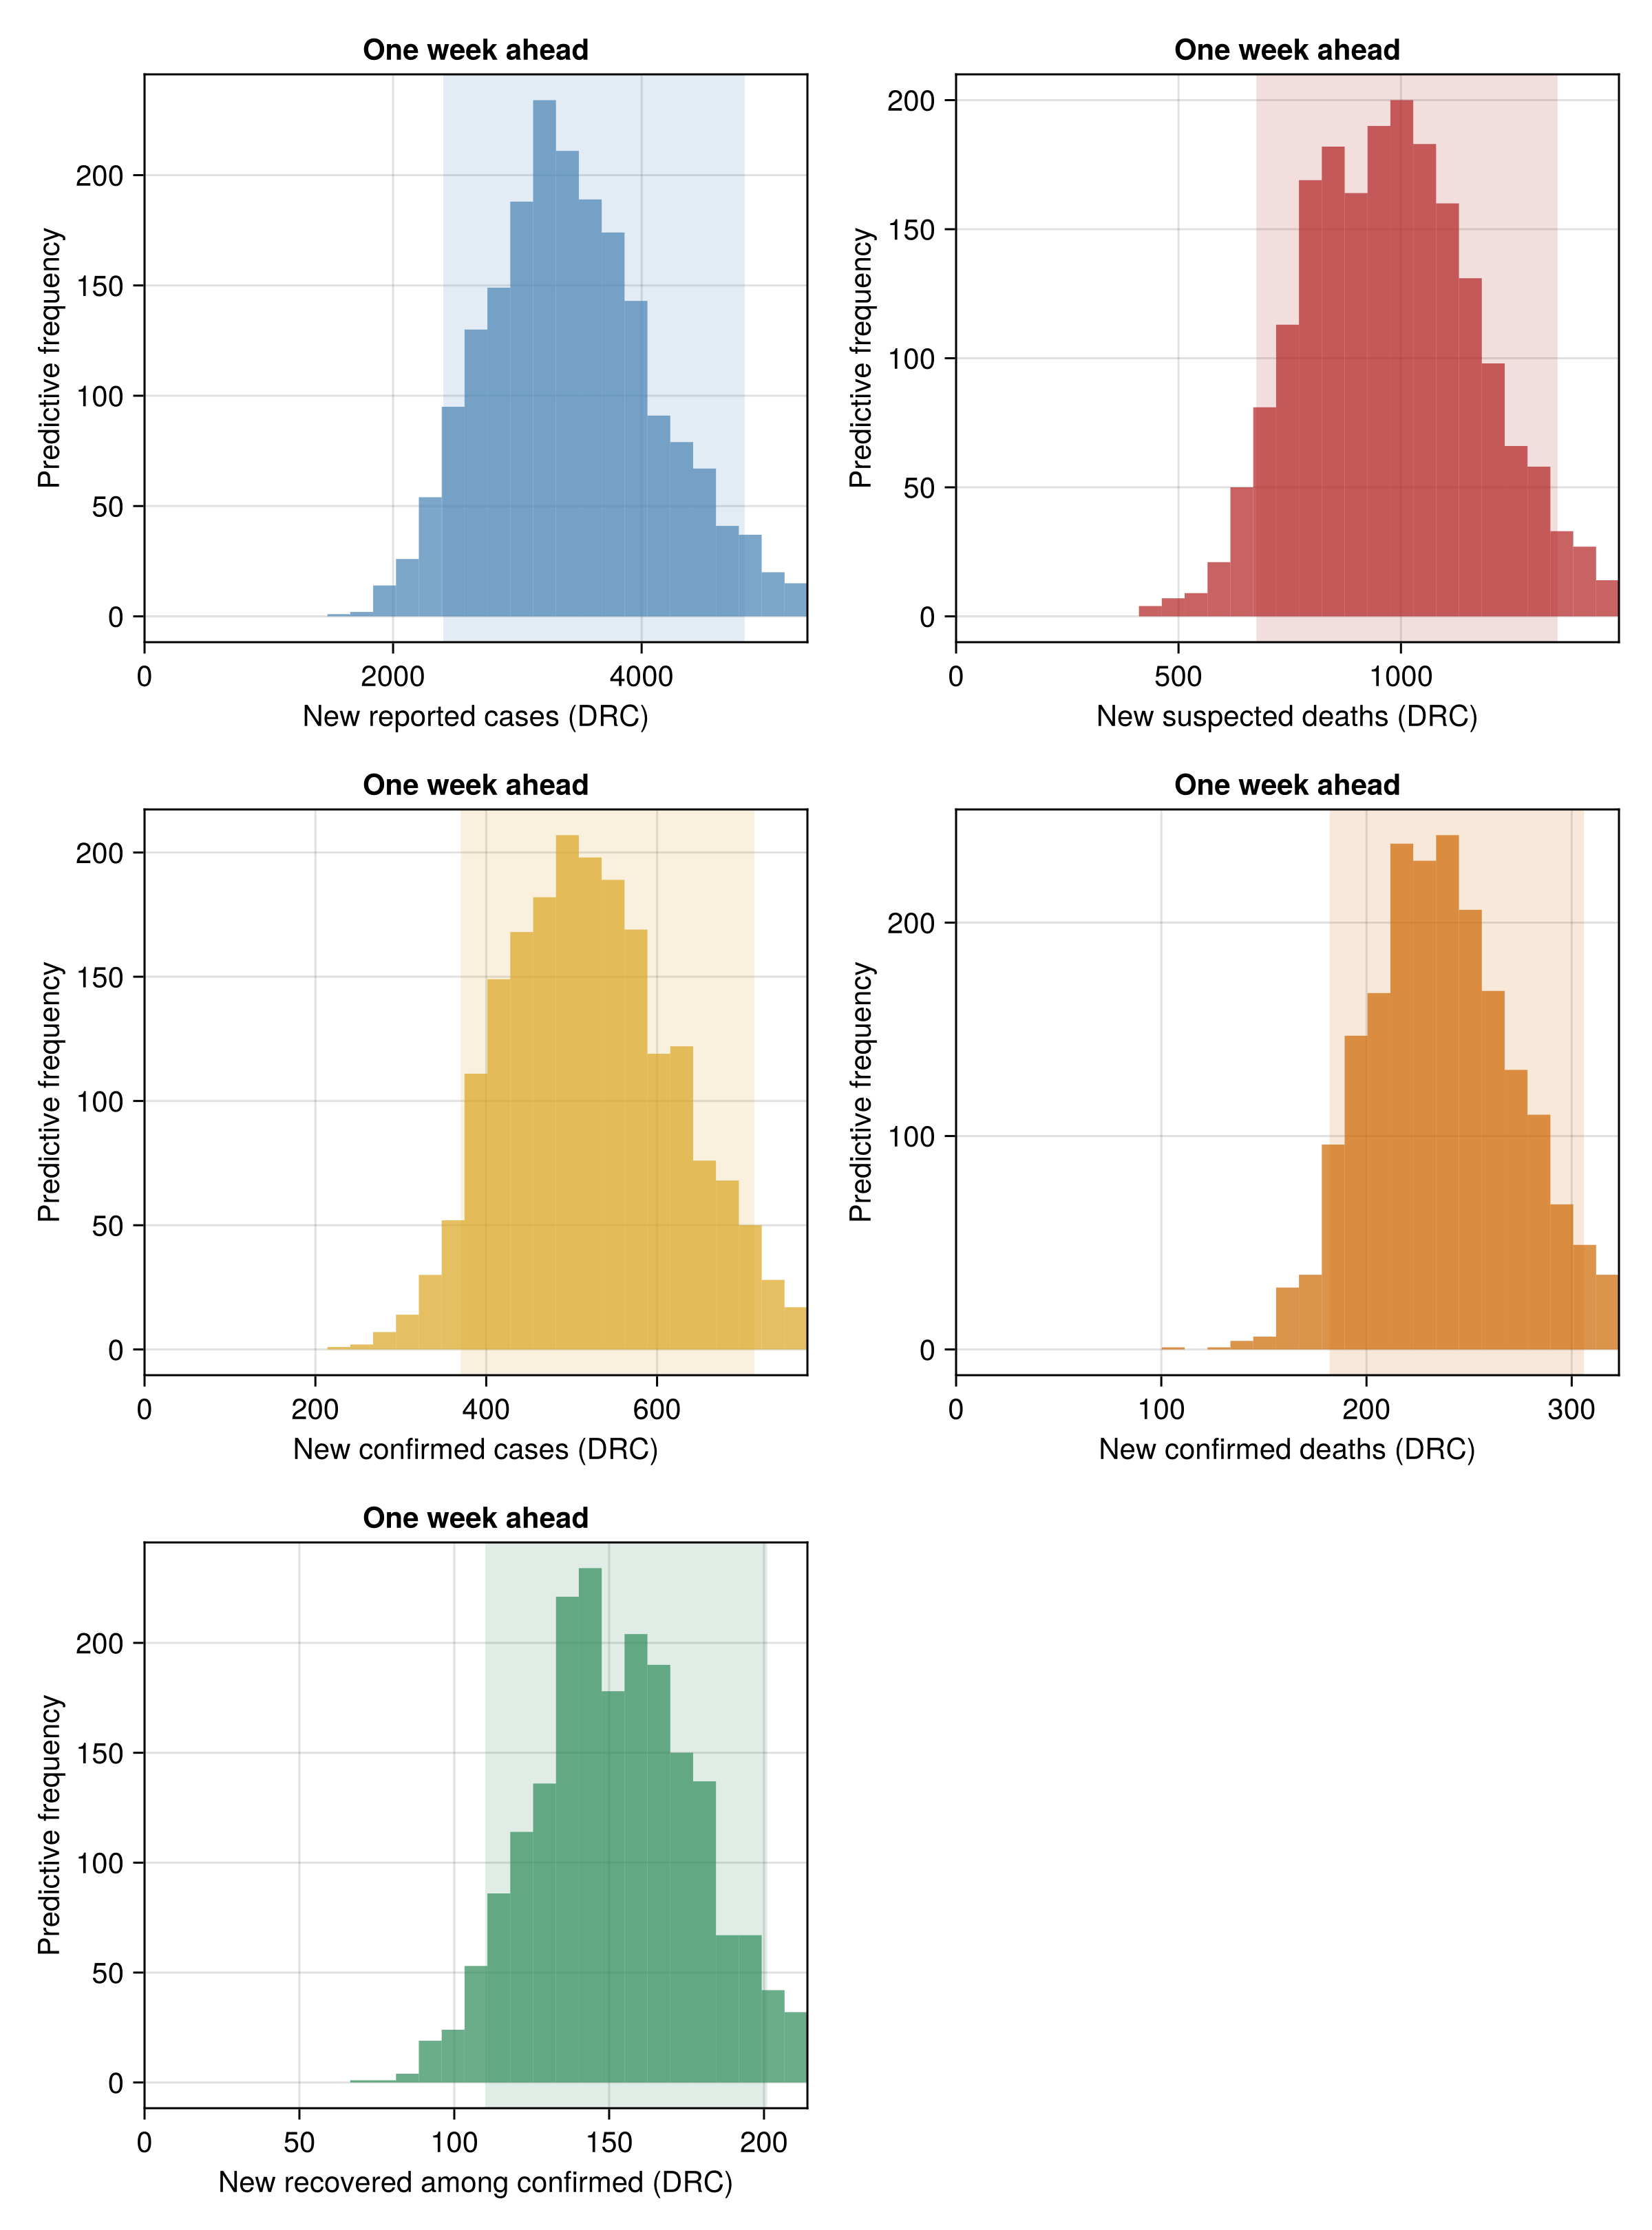 One week ahead
Predictive frequency
200
150
100
50
0
0 2000 4000
New reported cases (DRC)
One week ahead
Predictive frequency
200
150
100
50
0
0 500 1000
New suspected deaths (DRC)
One week ahead
Predictive frequency
200
150
100
50
0
0 200 400 600
New confirmed cases (DRC)
One week ahead
Predictive frequency
200
100
0
0 100 200 300
New confirmed deaths (DRC)
One week ahead
Predictive frequency
200
150
100
50
0
0 50 100 150 200
New recovered among confirmed (DRC)